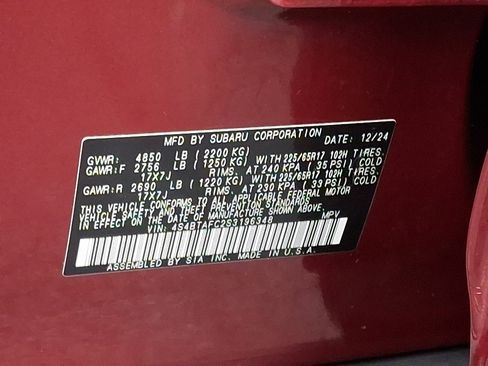 MFD BY SUBARU CORPORATION DATE: 12/24
GVWR: 4850 LB (2200 KG)
GAWR:F 2756 LB (1250 KG) WITH 225/65R17 102H TIRES,
17X7J RIMS, AT 240 KPA (35 PSI) COLD
GAWR:R 2690 LB (1220 KG) WITH 225/65R17 102H TIRES,
17X7J RIMS, AT 230 KPA (33 PSI) COLD
THIS VEHICLE CONFORMS TO ALL APPLICABLE FEDERAL MOTOR
VEHICLE SAFETY, BUMPER, AND THEFT PREVENTION STANDARDS
IN EFFECT ON THE DATE OF MANUFACTURE SHOWN ABOVE.
VIN: 4S4BTAFC2S3196348 MPV
ASSEMBLED BY SIA INC. MADE IN U.S.A.